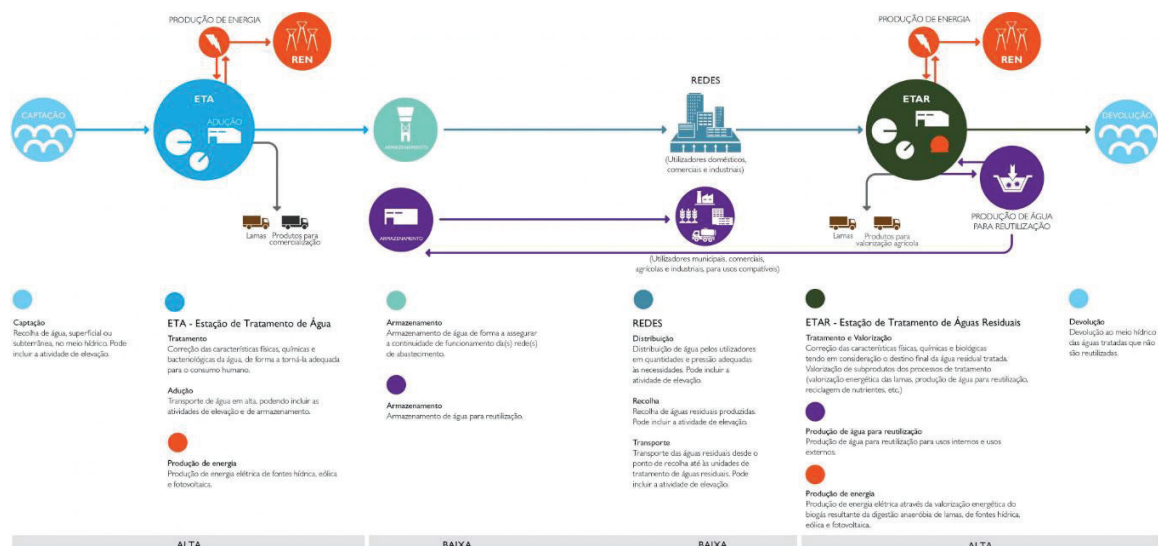 PRODUÇÃO DE ENERGIA
REN
PRODUÇÃO DE ENERGIA
REN
CAPTAÇÃO
ETA
ADUÇÃO
ARMAZENAMENTO
REDES
(Utilizadores domésticos,
comerciais e industriais)
ETAR
DEVOLUÇÃO
Lamas
Produtos para
comercialização
ARMAZENAMENTO
(Utilizadores municipais, comerciais,
agrícolas e industriais, para usos compatíveis)
Lamas
Produtos para
valorização agrícola
PRODUÇÃO DE ÁGUA
PARA REUTILIZAÇÃO
Captação
Recolha de água, superficial ou
subterrânea, no meio hídrico. Pode
incluir a atividade de elevação.
ETA - Estação de Tratamento de Água
Tratamento
Correção das características físicas, químicas e
bacteriológicas da água, de forma a torná-la adequada
para o consumo humano.
Adução
Transporte de água em alta, podendo incluir as
atividades de elevação e de armazenamento.
Produção de energia
Produção de energia elétrica de fontes hídrica, eólica
e fotovoltaica.
Armazenamento
Armazenamento de água de forma a assegurar
a continuidade de funcionamento da(s) rede(s)
de abastecimento.
Armazenamento
Armazenamento de água para reutilização.
REDES
Distribuição
Distribuição de água pelos utilizadores
em quantidades e pressão adequadas
às necessidades. Pode incluir a
atividade de elevação.
Recolha
Recolha de águas residuais produzidas.
Pode incluir a atividade de elevação.
Transporte
Transporte das águas residuais desde o
ponto de recolha até às unidades de
tratamento de águas residuais. Pode
incluir a atividade de elevação.
ETAR - Estação de Tratamento de Águas Residuais
Tratamento e Valorização
Correção das características físicas, químicas e biológicas
tendo em consideração o destino final da água residual tratada.
Valorização de subprodutos dos processos de tratamento
(valorização energética das lamas, produção de água para reutilização,
reciclagem de nutrientes, etc.)
Produção de água para reutilização
Produção de água para reutilização para usos internos e usos
externos.
Produção de energia
Produção de energia elétrica através da valorização energética do
biogás resultante da digestão anaeróbia de lamas, de fontes hídrica,
eólica e fotovoltaica.
Devolução
Devolução ao meio hídrico
das águas tratadas que não
são reutilizadas.
ALTA
BAIXA
BAIXA
ALTA